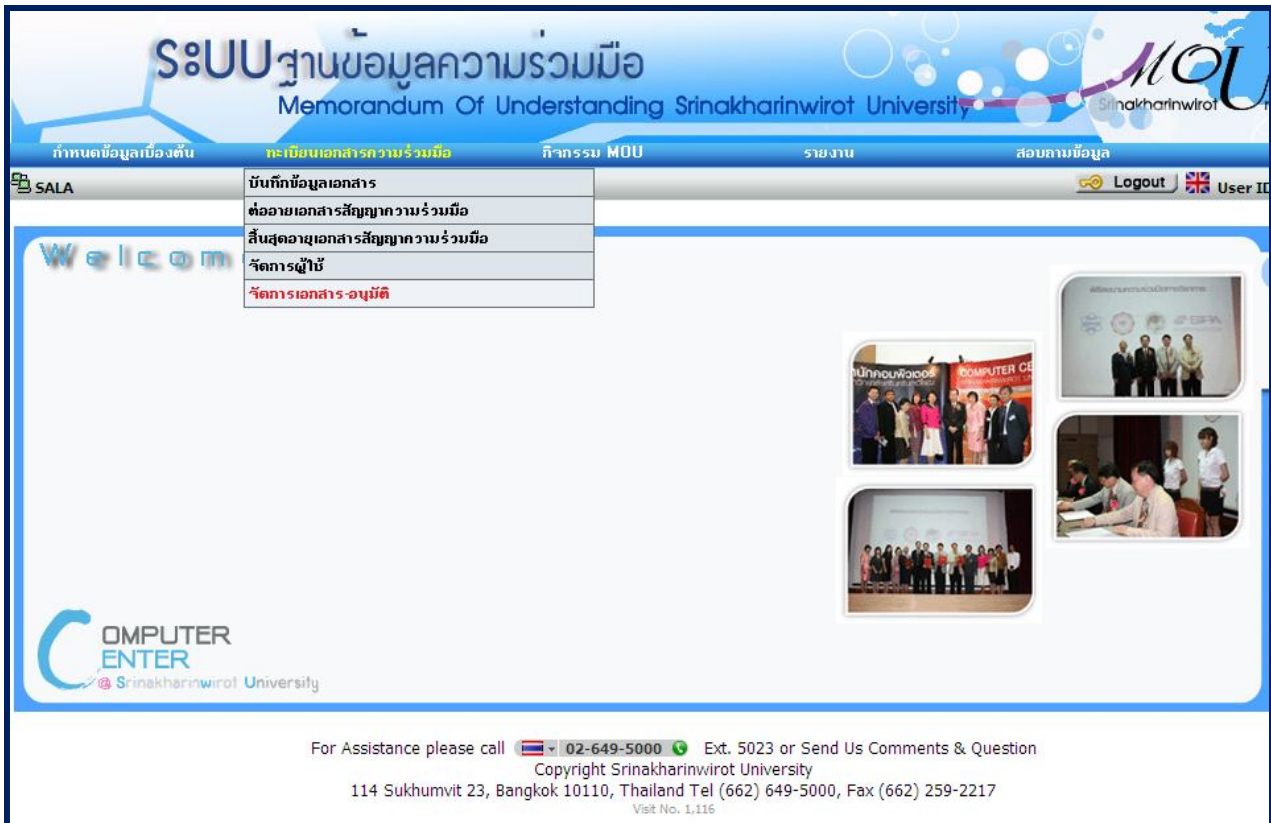 ระบบฐานข้อมูลความร่วมมือ
Memorandum Of Understanding Srinakharinwirot University
MOU
Srinakharinwirot
กำหนดข้อมูลเบื้องต้น ทะเบียนเอกสารความร่วมมือ กิจกรรม MOU รายงาน สอบถามข้อมูล
SALA Logout User ID
บันทึกข้อมูลเอกสาร
ต่ออายุเอกสารสัญญาความร่วมมือ
สิ้นสุดอายุเอกสารสัญญาความร่วมมือ
จัดการผู้ใช้
จัดการเอกสาร-อนุมัติ
Welcom
SIPA
COMPUTER CE
COMPUTER
CENTER
@ Srinakharinwirot University
For Assistance please call 02-649-5000 Ext. 5023 or Send Us Comments & Question
Copyright Srinakharinwirot University
114 Sukhumvit 23, Bangkok 10110, Thailand Tel (662) 649-5000, Fax (662) 259-2217
Visit No. 1,116